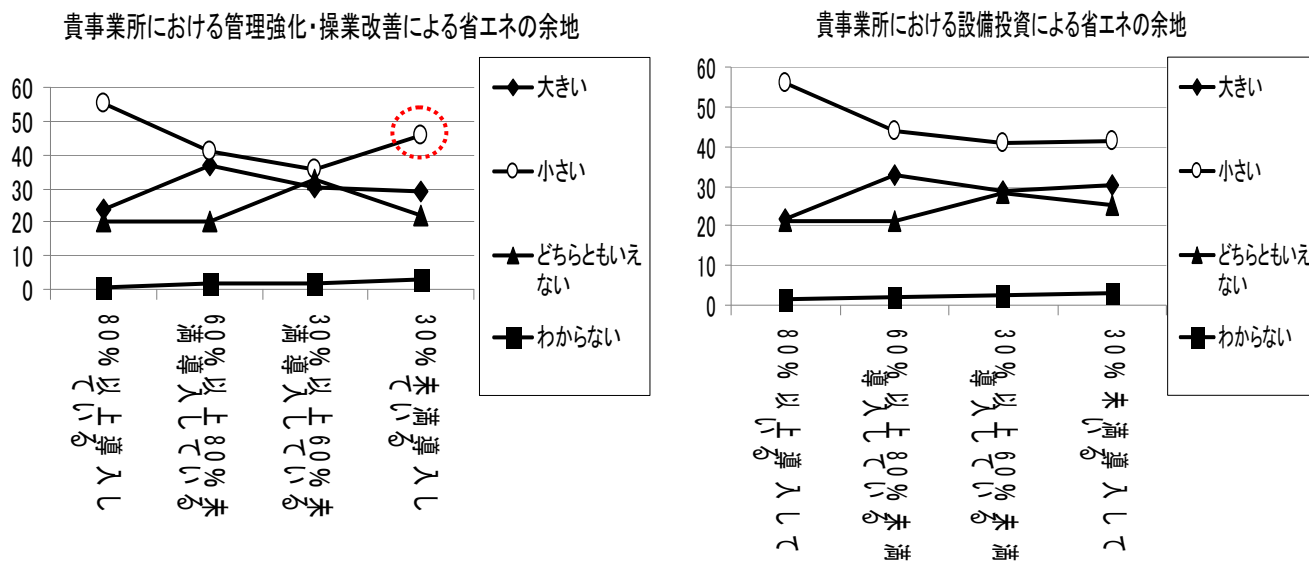 貴事業所における管理強化・操業改善による省エネの余地
60
50
40
30
20
10
0
80%以上導入し
ている
60%以上80%未
満導入している
30%以上60%未
満導入している
30%未満導入し
ている
大きい
小さい
どちらともいえ
ない
わからない
貴事業所における設備投資による省エネの余地
60
50
40
30
20
10
0
80%以上導入して
いる
60%以上80%未満
導入している
30%以上60%未満
導入している
30%未満導入して
いる
大きい
小さい
どちらともいえ
ない
わからない